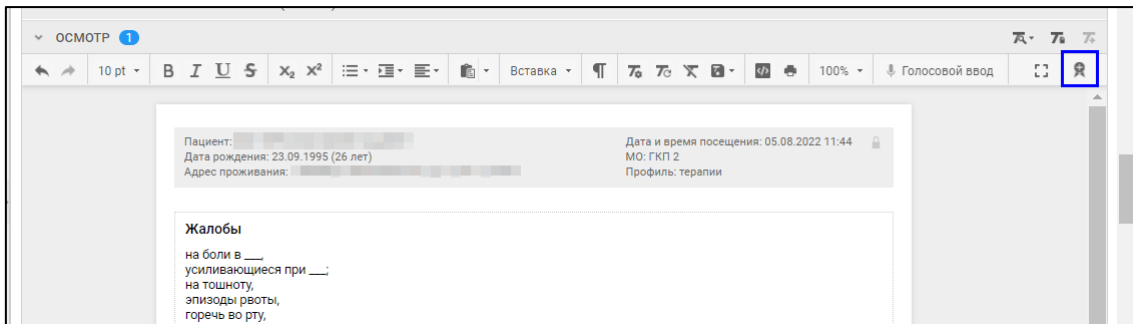 ОСМОТР 1
10 pt B I U S X₂ X² Вставка ¶ 100% Голосовой ввод
Пациент:
Дата и время посещения: 05.08.2022 11:44
Дата рождения: 23.09.1995 (26 лет)
МО: ГКП 2
Адрес проживания:
Профиль: терапии
Жалобы
на боли в ___,
усиливающиеся при ___;
на тошноту,
эпизоды рвоты,
горечь во рту,